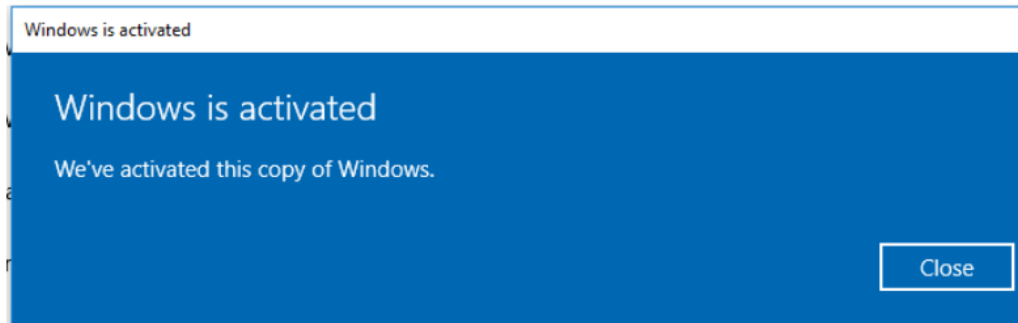 Windows is activated
Windows is activated
We've activated this copy of Windows.
Close